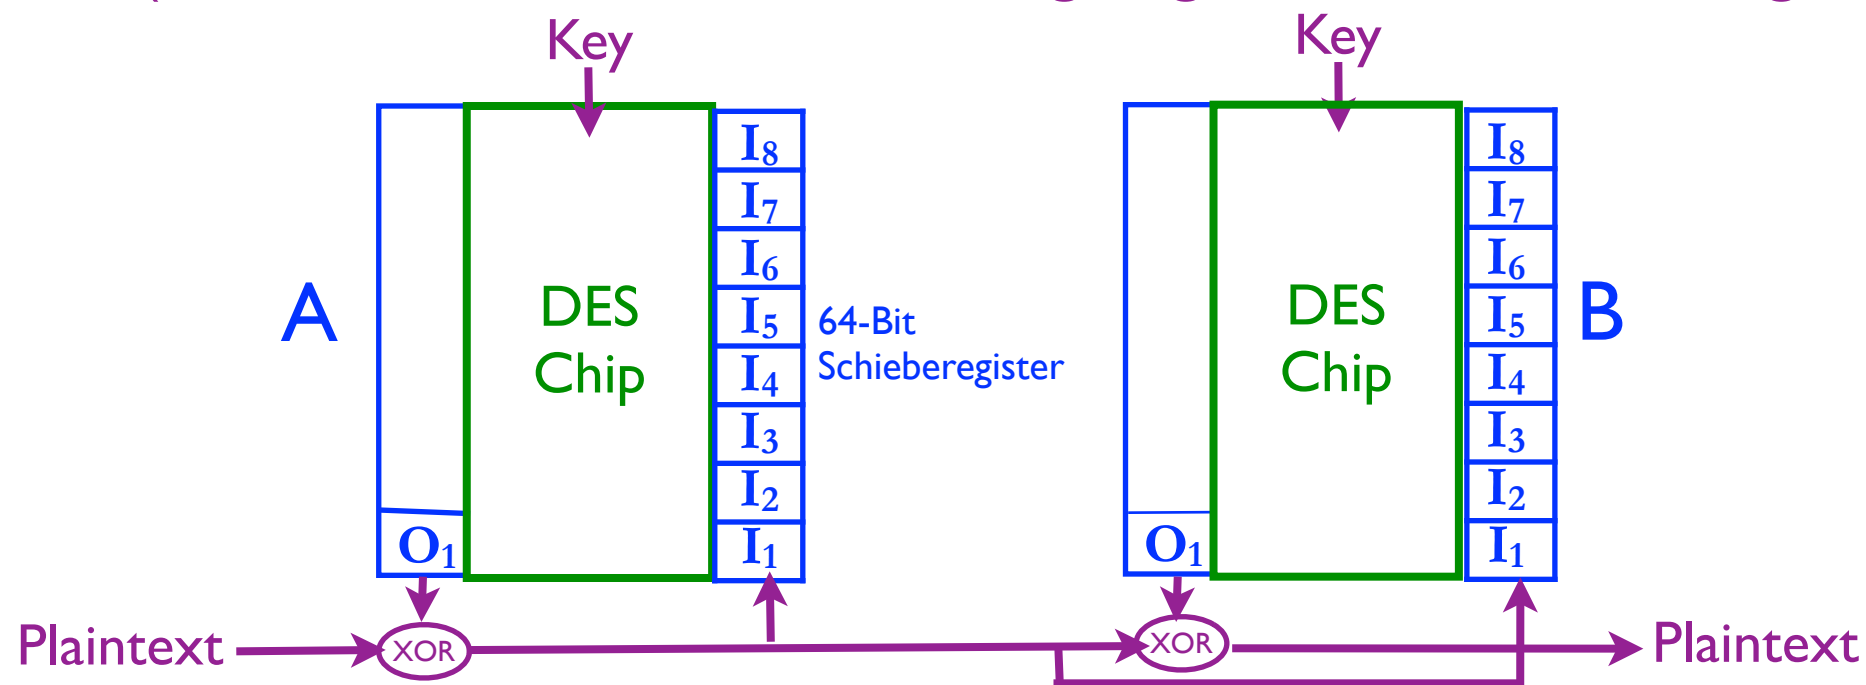 Key
Key
I₈
I₇
I₆
I₅
I₄
I₃
I₂
I₁
A
DES
Chip
64-Bit
Schieberegister
O₁
XOR
Plaintext
I₈
I₇
I₆
I₅
I₄
I₃
I₂
I₁
DES
Chip
B
O₁
XOR
Plaintext